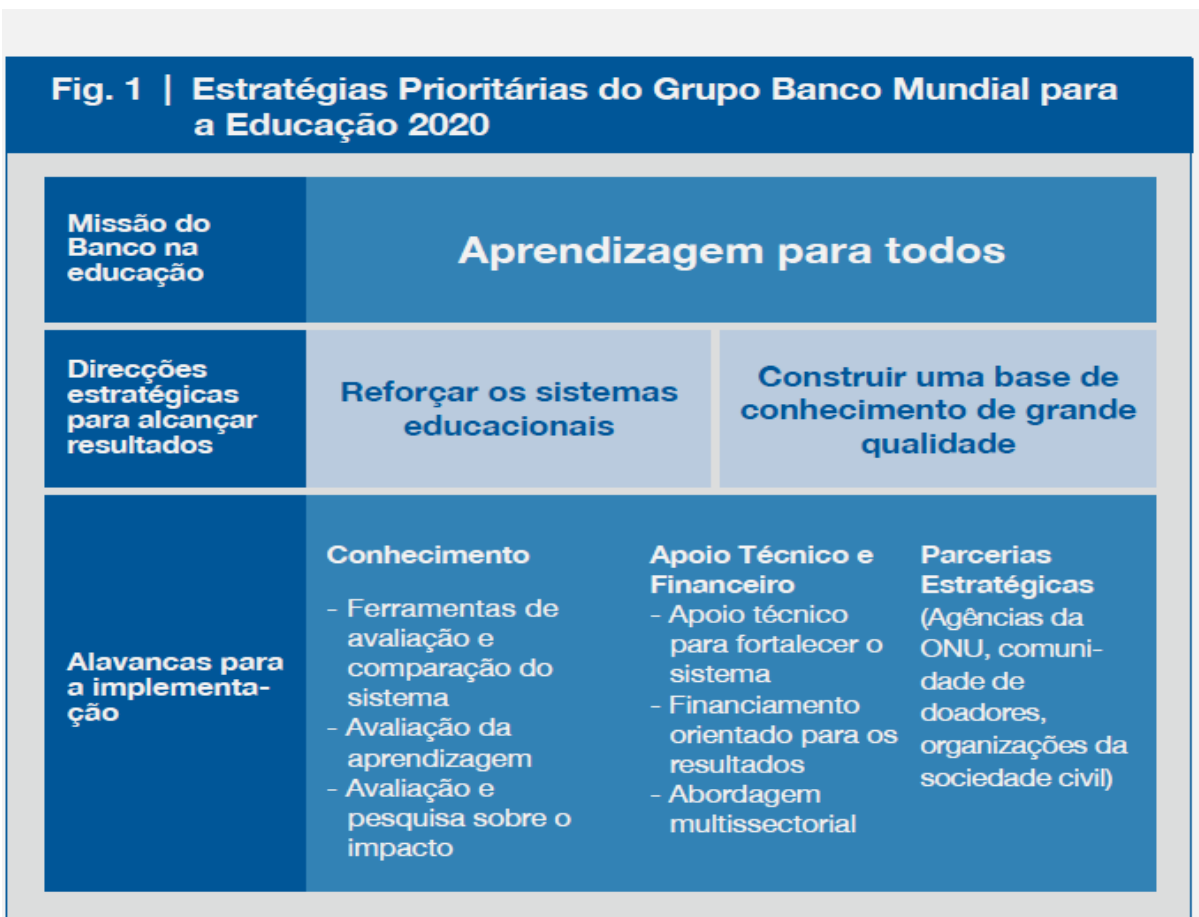 Fig. 1 | Estratégias Prioritárias do Grupo Banco Mundial para
a Educação 2020
Missão do
Banco na
educação
Aprendizagem para todos
Direcções
estratégicas
para alcançar
resultados
Reforçar os sistemas
educacionais
Construir uma base de
conhecimento de grande
qualidade
Alavancas para
a implementa-
ção
Conhecimento
- Ferramentas de
avaliação e
comparação do
sistema
- Avaliação da
aprendizagem
- Avaliação e
pesquisa sobre o
impacto
Apoio Técnico e
Financeiro
- Apoio técnico
para fortalecer o
sistema
- Financiamento
orientado para os
resultados
- Abordagem
multissectorial
Parcerias
Estratégicas
(Agências da
ONU, comuni-
dade de
doadores,
organizações da
sociedade civil)